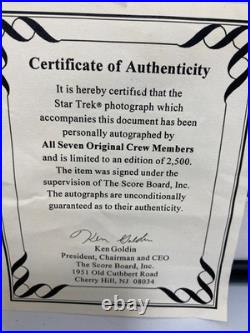 Certificate of Authenticity
It is hereby certified that the
Star Trek® photograph which
accompanies this document has been
personally autographed by
All Seven Original Crew Members
and is limited to an edition of 2,500.
The item was signed under the
supervision of The Score Board, Inc.
The autographs are unconditionally
guaranteed as to their authenticity.
Ken Goldin
Ken Goldin
President, Chairman and CEO
The Score Board, Inc.
1951 Old Cuthbert Road
Cherry Hill, NJ 08034